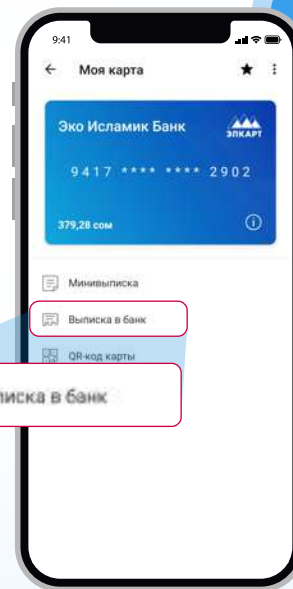 9:41
Моя карта
Эко Исламик Банк
ЭЛКАРТ
9417 **** **** 2902
379,28 сом
Минивыписка
Выписка в банк
QR-код карты
писка в банк